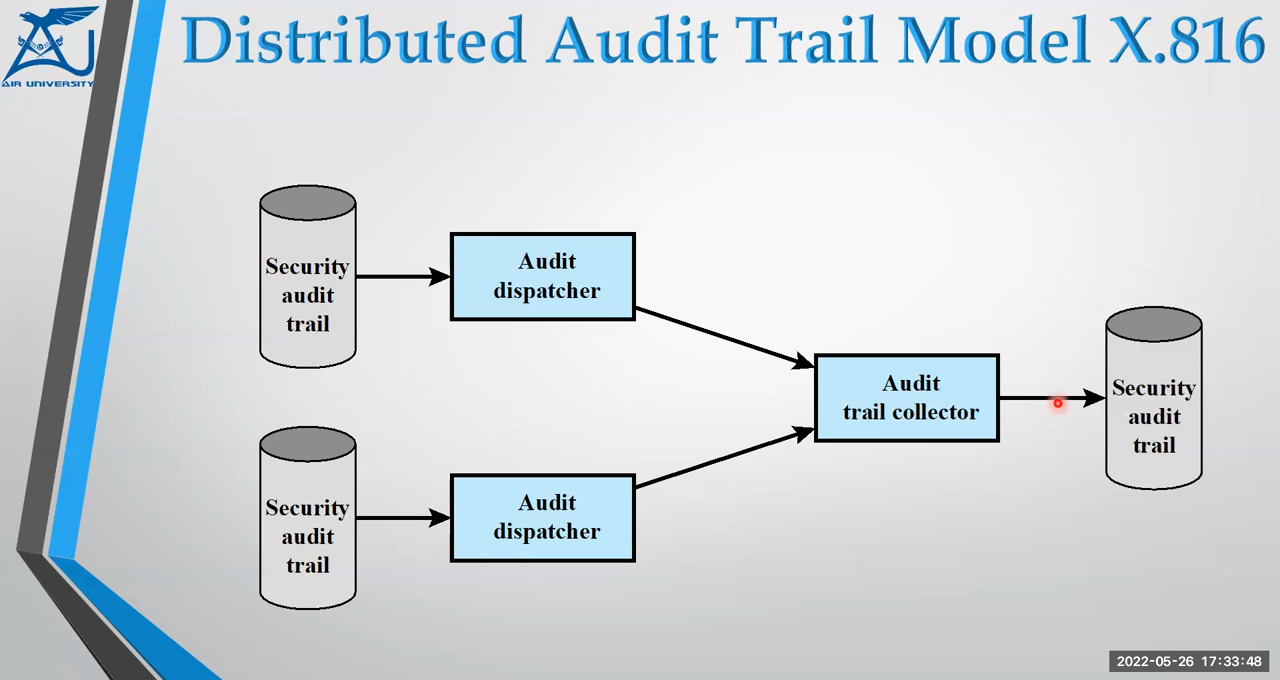 Distributed Audit Trail Model X.816
AIR UNIVERSITY
Security
audit
trail
Audit
dispatcher
Audit
trail collector
Security
audit
trail
Security
audit
trail
Audit
dispatcher
2022-05-26 17:33:48